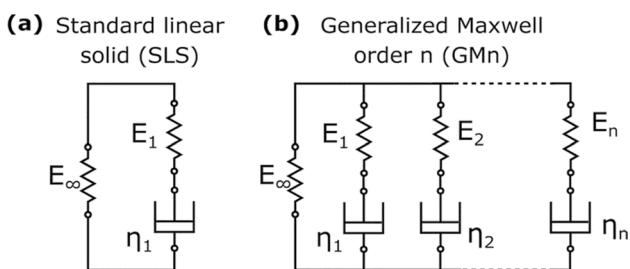 (a) Standard linear
solid (SLS)
E∞
E₁
η₁
(b) Generalized Maxwell
order n (GMn)
E∞
E₁
E₂
Eₙ
η₁
η₂
ηₙ